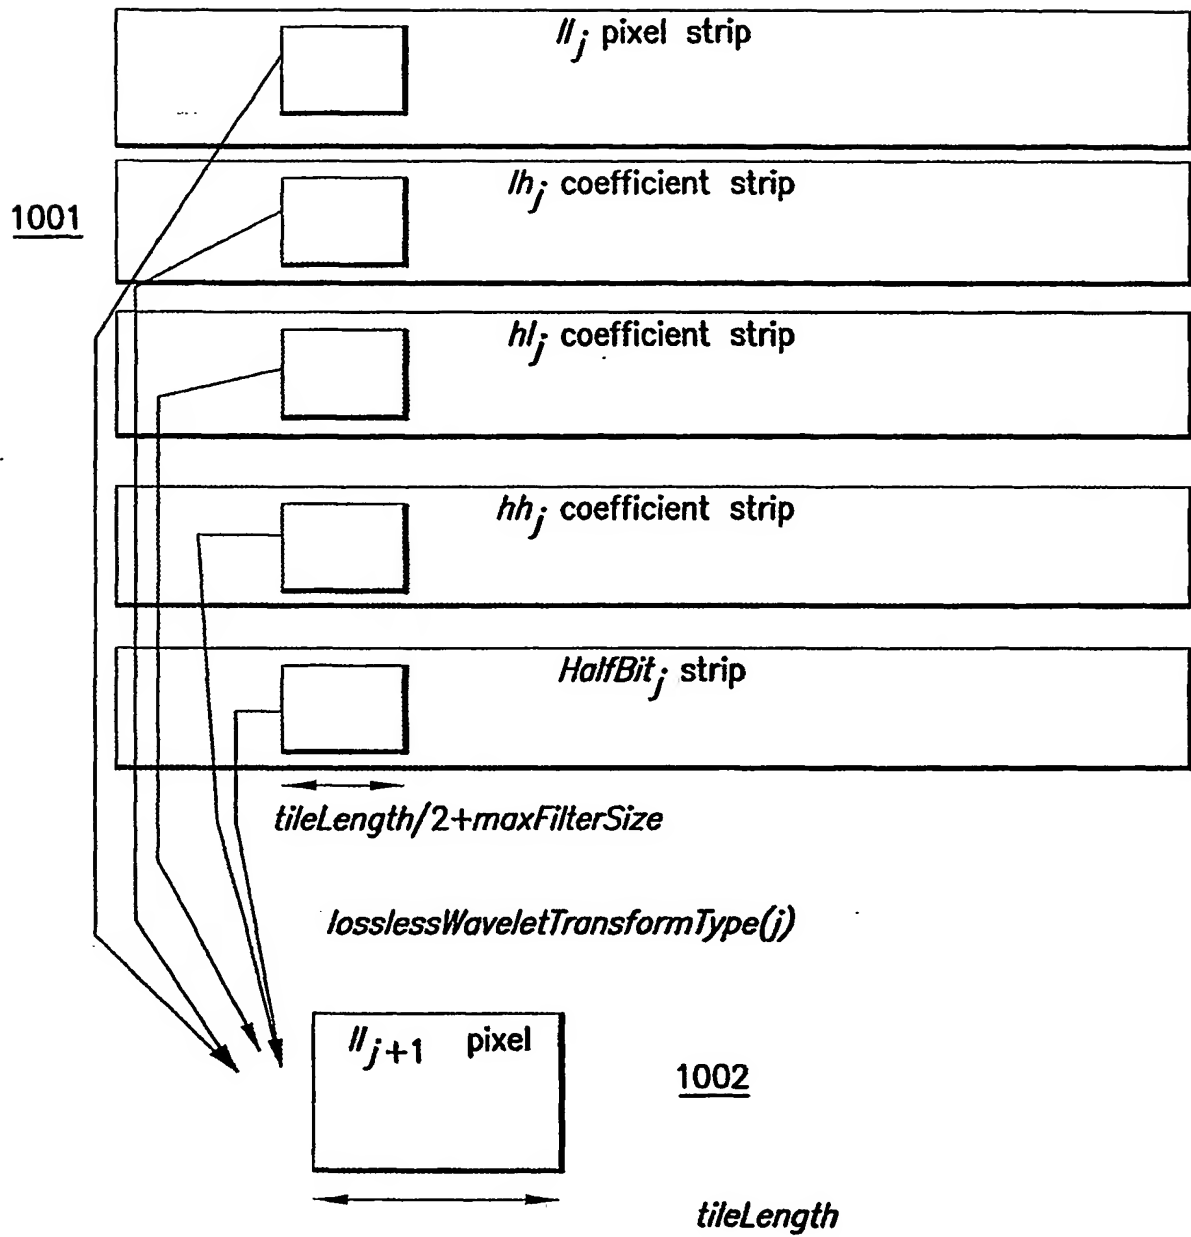 ll_j pixel strip
lh_j coefficient strip
1001
hl_j coefficient strip
hh_j coefficient strip
HalfBit_j strip
tileLength/2+maxFilterSize
losslessWaveletTransformType(j)
ll_j+1 pixel
1002
tileLength